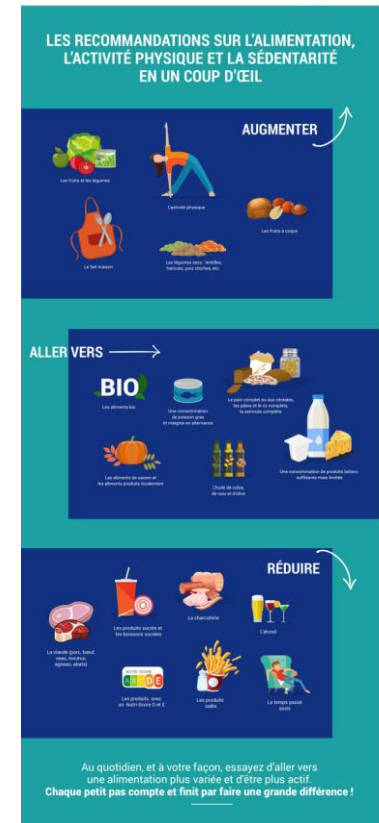 LES RECOMMANDATIONS SUR L'ALIMENTATION,
L'ACTIVITÉ PHYSIQUE ET LA SÉDENTARITÉ
EN UN COUP D'ŒIL
AUGMENTER
Les fruits et les légumes
L'activité physique
Les fruits à coque
Le fait maison
Les légumes secs : lentilles,
haricots, pois chiches, etc.
ALLER VERS
BIO
Les aliments bio
Une consommation
de poisson gras
et maigres en alternance
Le pain complet ou aux céréales,
les pâtes et le riz complets,
la semoule complète
Les aliments de saison et
les aliments produits localement
L'huile de colza,
de noix et d'olive
Une consommation de produits laitiers
suffisante mais limitée
RÉDUIRE
La viande (porc, bœuf,
veau, mouton,
agneau, abats)
Les produits sucrés et
les boissons sucrées
La charcuterie
L'alcool
NUTRI-SCORE
A B C D E
Les produits avec
un Nutri-Score D et E
Les produits
salés
Le temps passé
assis
Au quotidien, et à votre façon, essayez d'aller vers
une alimentation plus variée et d'être plus actif.
Chaque petit pas compte et finit par faire une grande différence !